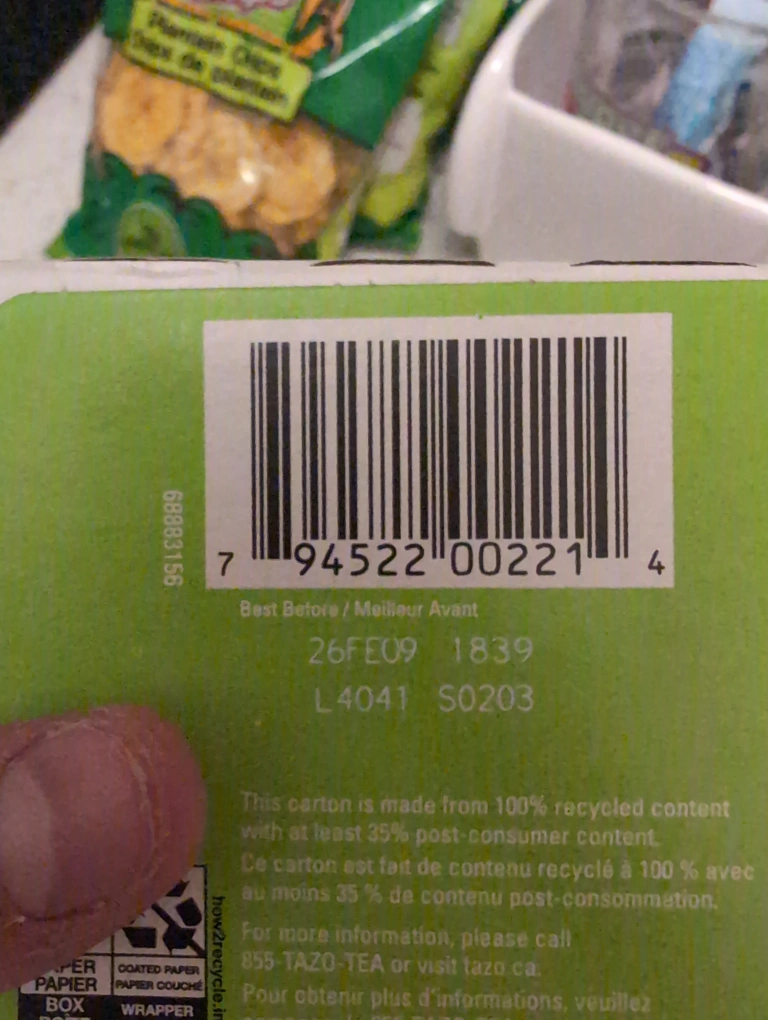 Plantain Chips
de plantain
68883156
7 94522 00221 4
Best Before / Meilleur Avant
26FE09 1839
L4041 S0203
This carton is made from 100% recycled content
with at least 35% post-consumer content.
Ce carton est fait de contenu recyclé à 100 % avec
au moins 35 % de contenu post-consommation.
For more information, please call
855-TAZO-TEA or visit tazo.ca.
Pour obtenir plus d'informations, veuillez
PAPIER
BOX
COATED PAPER
PAPIER COUCHÉ
WRAPPER